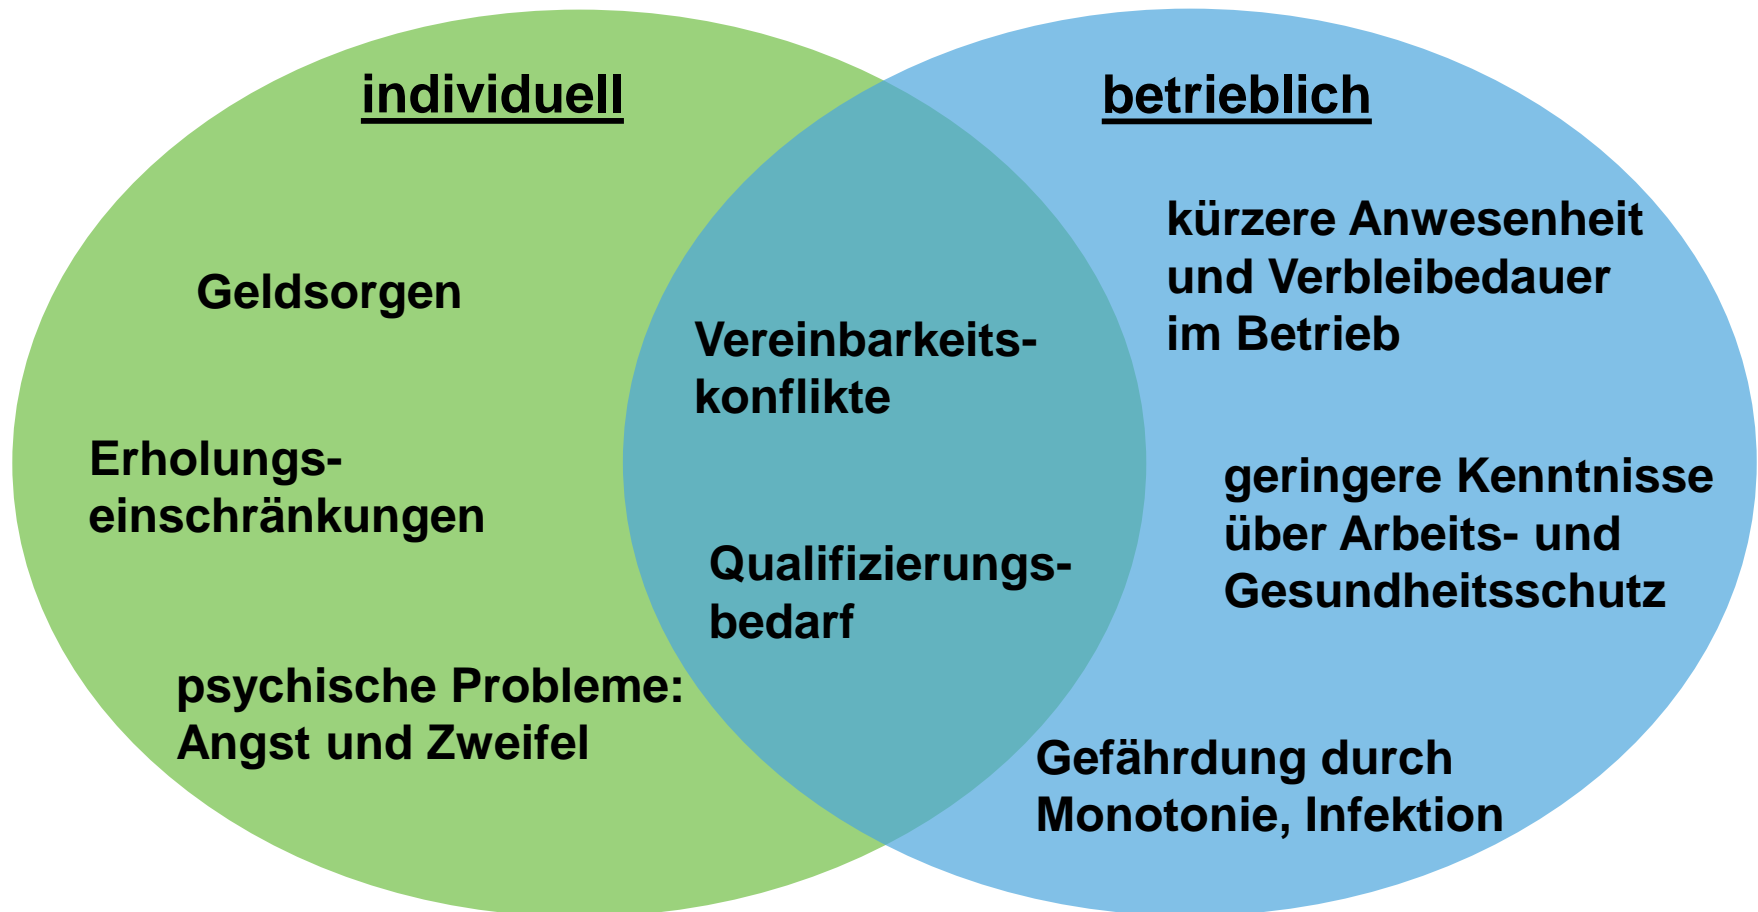 individuell
Geldsorgen
Erholungs-
einschränkungen
psychische Probleme:
Angst und Zweifel
Vereinbarkeits-
konflikte
Qualifizierungs-
bedarf
betrieblich
kürzere Anwesenheit
und Verbleibedauer
im Betrieb
geringere Kenntnisse
über Arbeits- und
Gesundheitsschutz
Gefährdung durch
Monotonie, Infektion